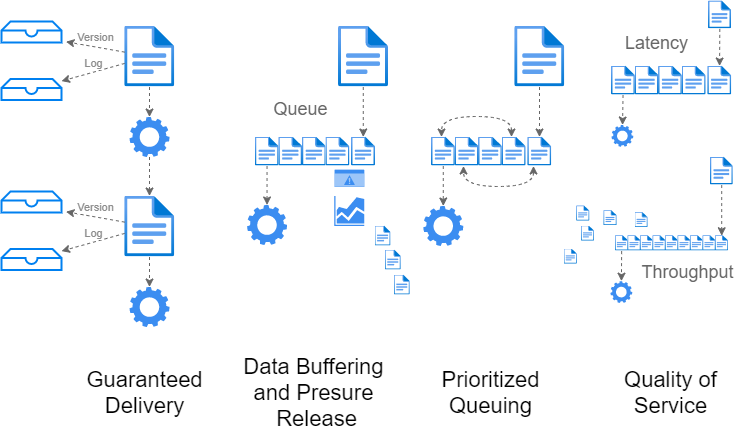 Version
Log
Version
Log
Guaranteed
Delivery
Queue
Data Buffering
and Presure
Release
Prioritized
Queuing
Latency
Throughput
Quality of
Service